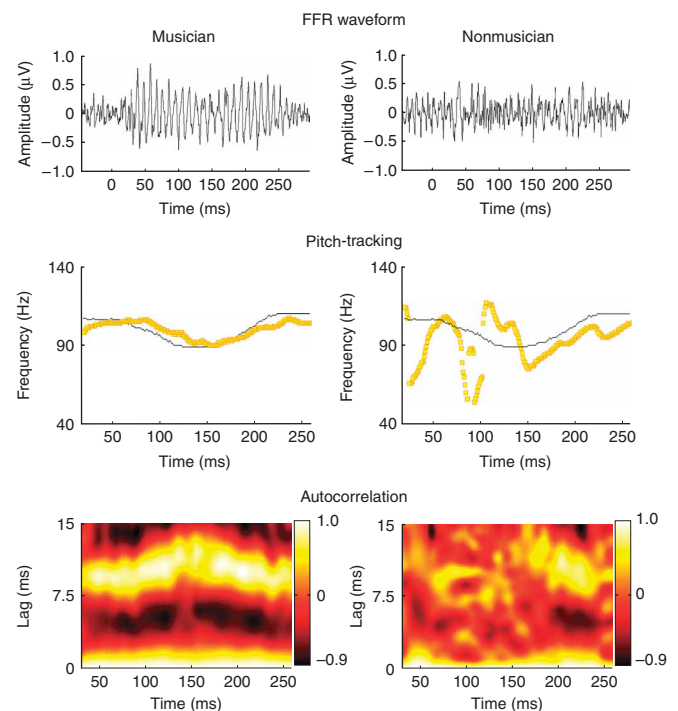 FFR waveform
Musician
Nonmusician
Amplitude (μV)
1.0
0.5
0
−0.5
−1.0
0 50 100 150 200 250
Time (ms)
Amplitude (μV)
1.0
0.5
0
−0.5
−1.0
0 50 100 150 200 250
Time (ms)
Pitch-tracking
Frequency (Hz)
140
90
40
50 100 150 200 250
Time (ms)
Frequency (Hz)
140
90
40
50 100 150 200 250
Time (ms)
Autocorrelation
Lag (ms)
15
7.5
0
50 100 150 200 250
Time (ms)
1.0
0
−0.9
Lag (ms)
15
7.5
0
50 100 150 200 250
Time (ms)
1.0
0
−0.9